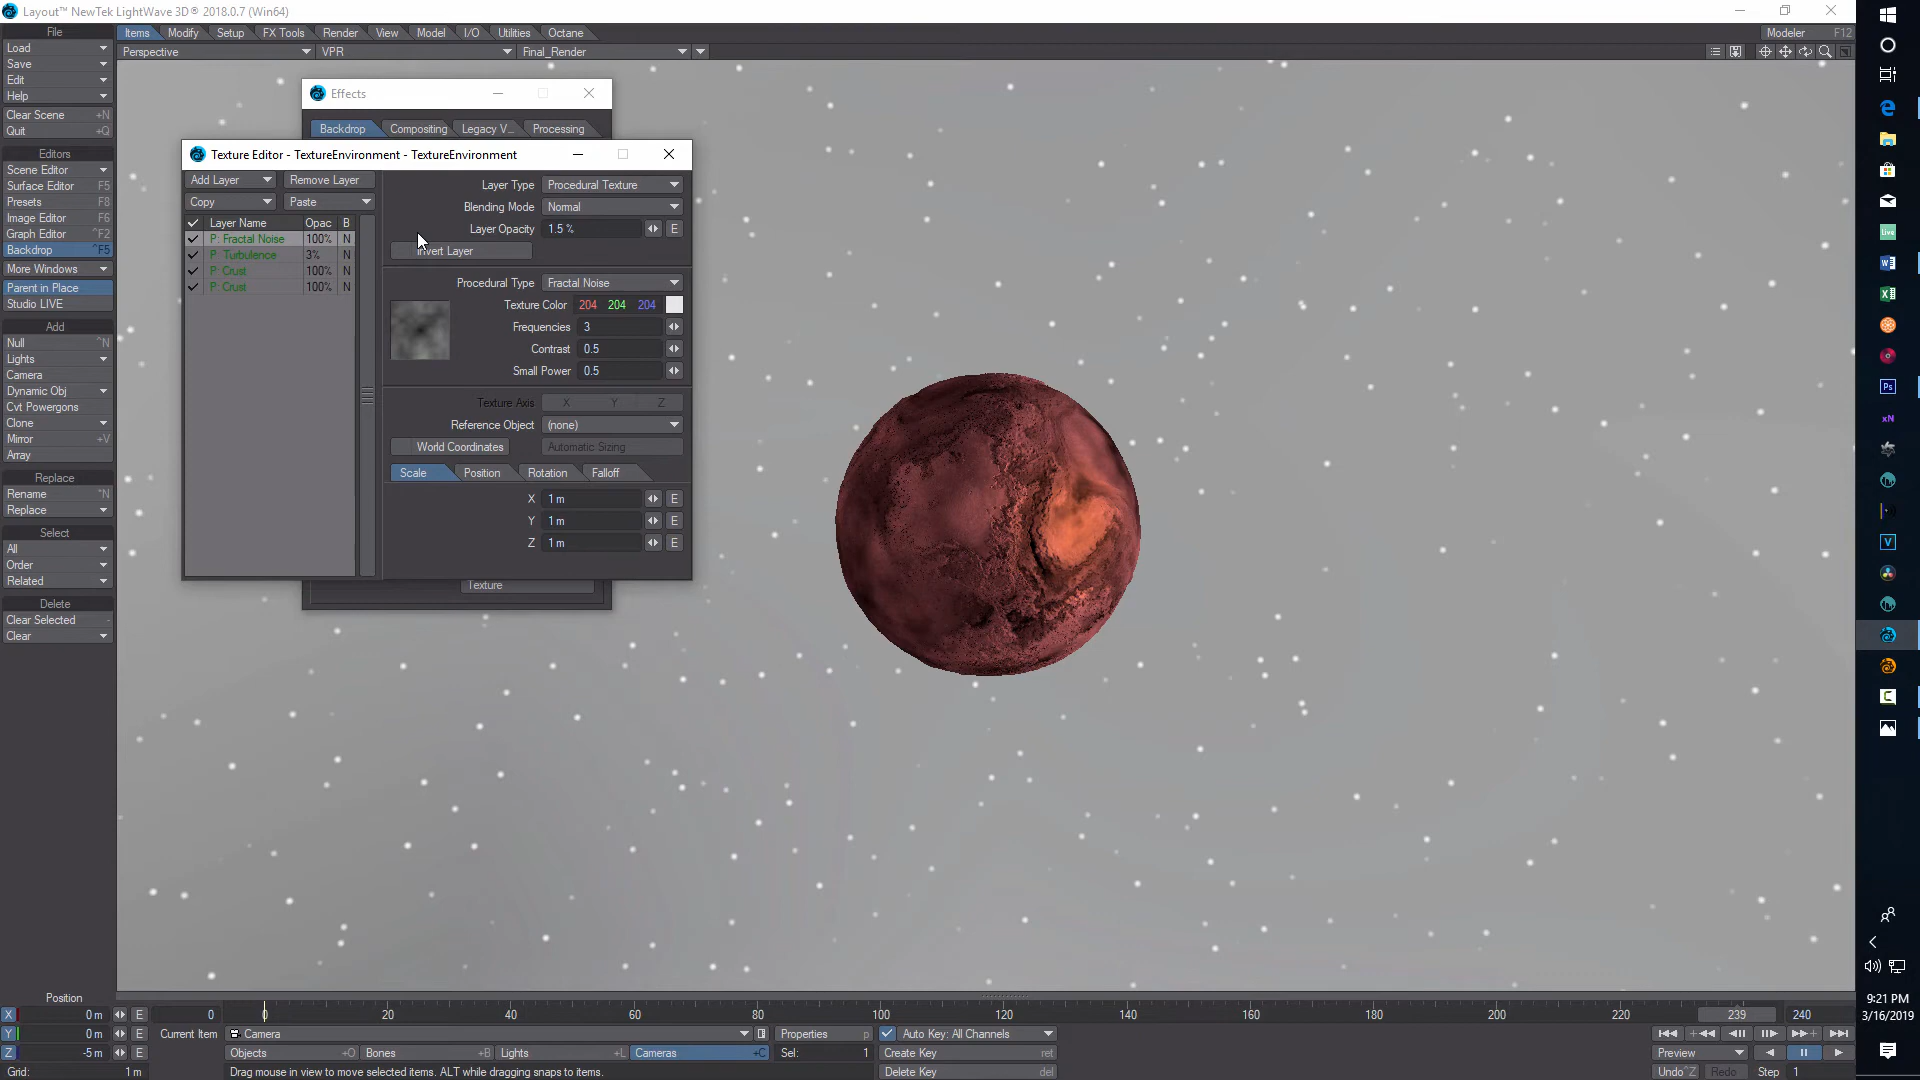 Layout™ NewTek LightWave 3D® 2018.0.7 (Win64)
File
Items Modify Setup FX Tools Render View Model I/O Utilities Octane
Modeler F12
Load
Perspective VPR Final_Render
Save
Edit
Help
Clear Scene +N
Quit +Q
Editors
Scene Editor
Surface Editor F5
Presets F8
Image Editor F6
Graph Editor ^F2
Backdrop ^F5
More Windows
Parent in Place
Studio LIVE
Add
Null ^N
Lights
Camera
Dynamic Obj
Cvt Powergons
Clone
Mirror +V
Array
Replace
Rename ^N
Replace
Select
All
Order
Related
Delete
Clear Selected -
Clear
Effects
Backdrop Compositing Legacy V... Processing
Texture Editor - TextureEnvironment - TextureEnvironment
Add Layer Remove Layer
Copy Paste
Layer Name Opac B
P: Fractal Noise 100% N
P: Turbulence 3% N
P: Crust 100% N
P: Crust 100% N
Layer Type Procedural Texture
Blending Mode Normal
Layer Opacity 1.5 % E
Invert Layer
Procedural Type Fractal Noise
Texture Color 204 204 204
Frequencies 3
Contrast 0.5
Small Power 0.5
Texture Axis X Y Z
Reference Object (none)
World Coordinates Automatic Sizing
Scale Position Rotation Falloff
X 1 m E
Y 1 m E
Z 1 m E
Texture
Live
Ps
xN
V
9:21 PM
3/16/2019
Position
X 0 m E 0 0 20 40 60 80 100 120 140 160 180 200 220 239 240
Y 0 m E Current Item Camera Properties p Auto Key: All Channels
Z -5 m E Objects +O Bones +B Lights +L Cameras +C Sel: 1 Create Key ret Preview
Grid: 1 m Drag mouse in view to move selected items. ALT while dragging snaps to items. Delete Key del Undo ^Z Redo Step 1